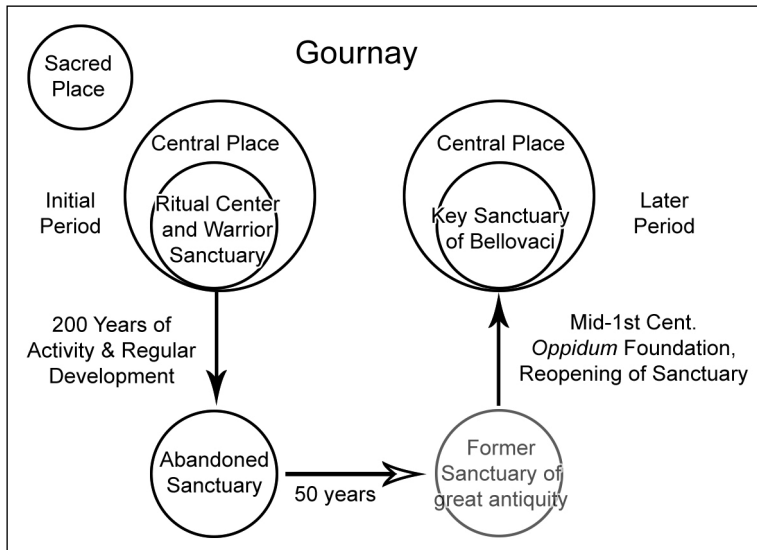 Gournay
Sacred
Place
Central Place
Ritual Center
and Warrior
Sanctuary
Initial
Period
200 Years of
Activity & Regular
Development
Abandoned
Sanctuary
50 years
Former
Sanctuary of
great antiquity
Mid-1st Cent.
Oppidum Foundation,
Reopening of Sanctuary
Central Place
Key Sanctuary
of Bellovaci
Later
Period